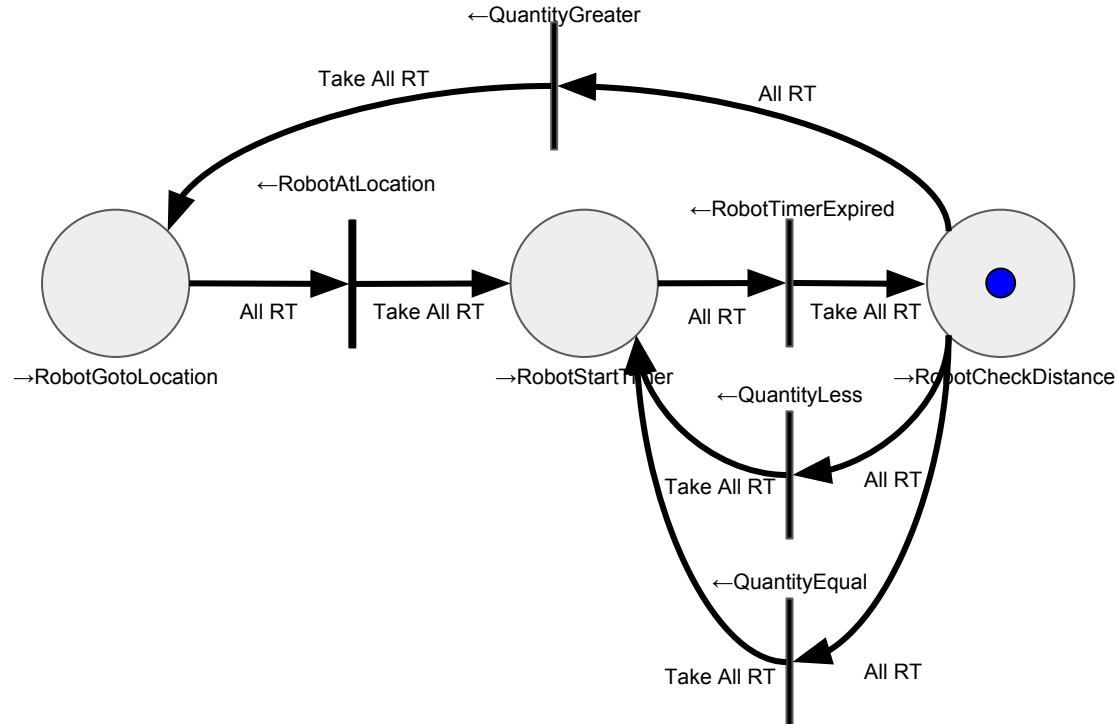 ←QuantityGreater
Take All RT
All RT
←RobotAtLocation
←RobotTimerExpired
All RT
Take All RT
All RT
Take All RT
→RobotGotoLocation
→RobotStartTimer
→RobotCheckDistance
←QuantityLess
Take All RT
All RT
←QuantityEqual
Take All RT
All RT